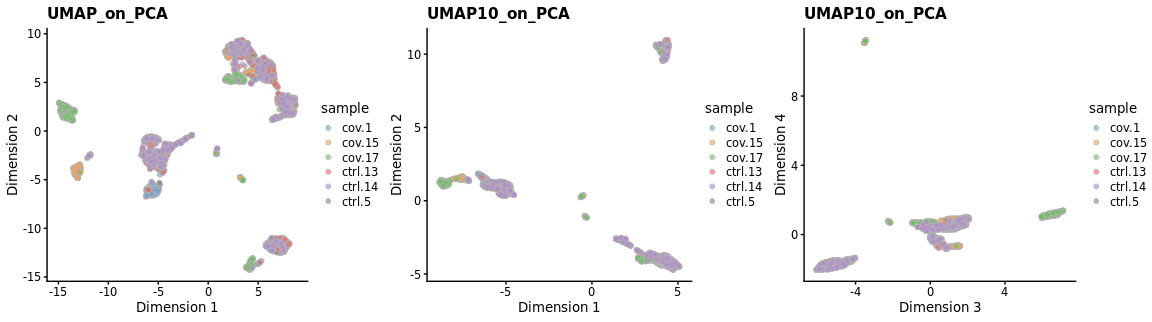 UMAP_on_PCA
10
5
0
-5
-10
-15
-15
-10
-5
0
5
Dimension 1
Dimension 2
sample
cov.1
cov.15
cov.17
ctrl.13
ctrl.14
ctrl.5
UMAP10_on_PCA
10
5
0
-5
-5
0
5
Dimension 1
Dimension 2
sample
cov.1
cov.15
cov.17
ctrl.13
ctrl.14
ctrl.5
UMAP10_on_PCA
8
4
0
-4
0
4
Dimension 3
Dimension 4
sample
cov.1
cov.15
cov.17
ctrl.13
ctrl.14
ctrl.5